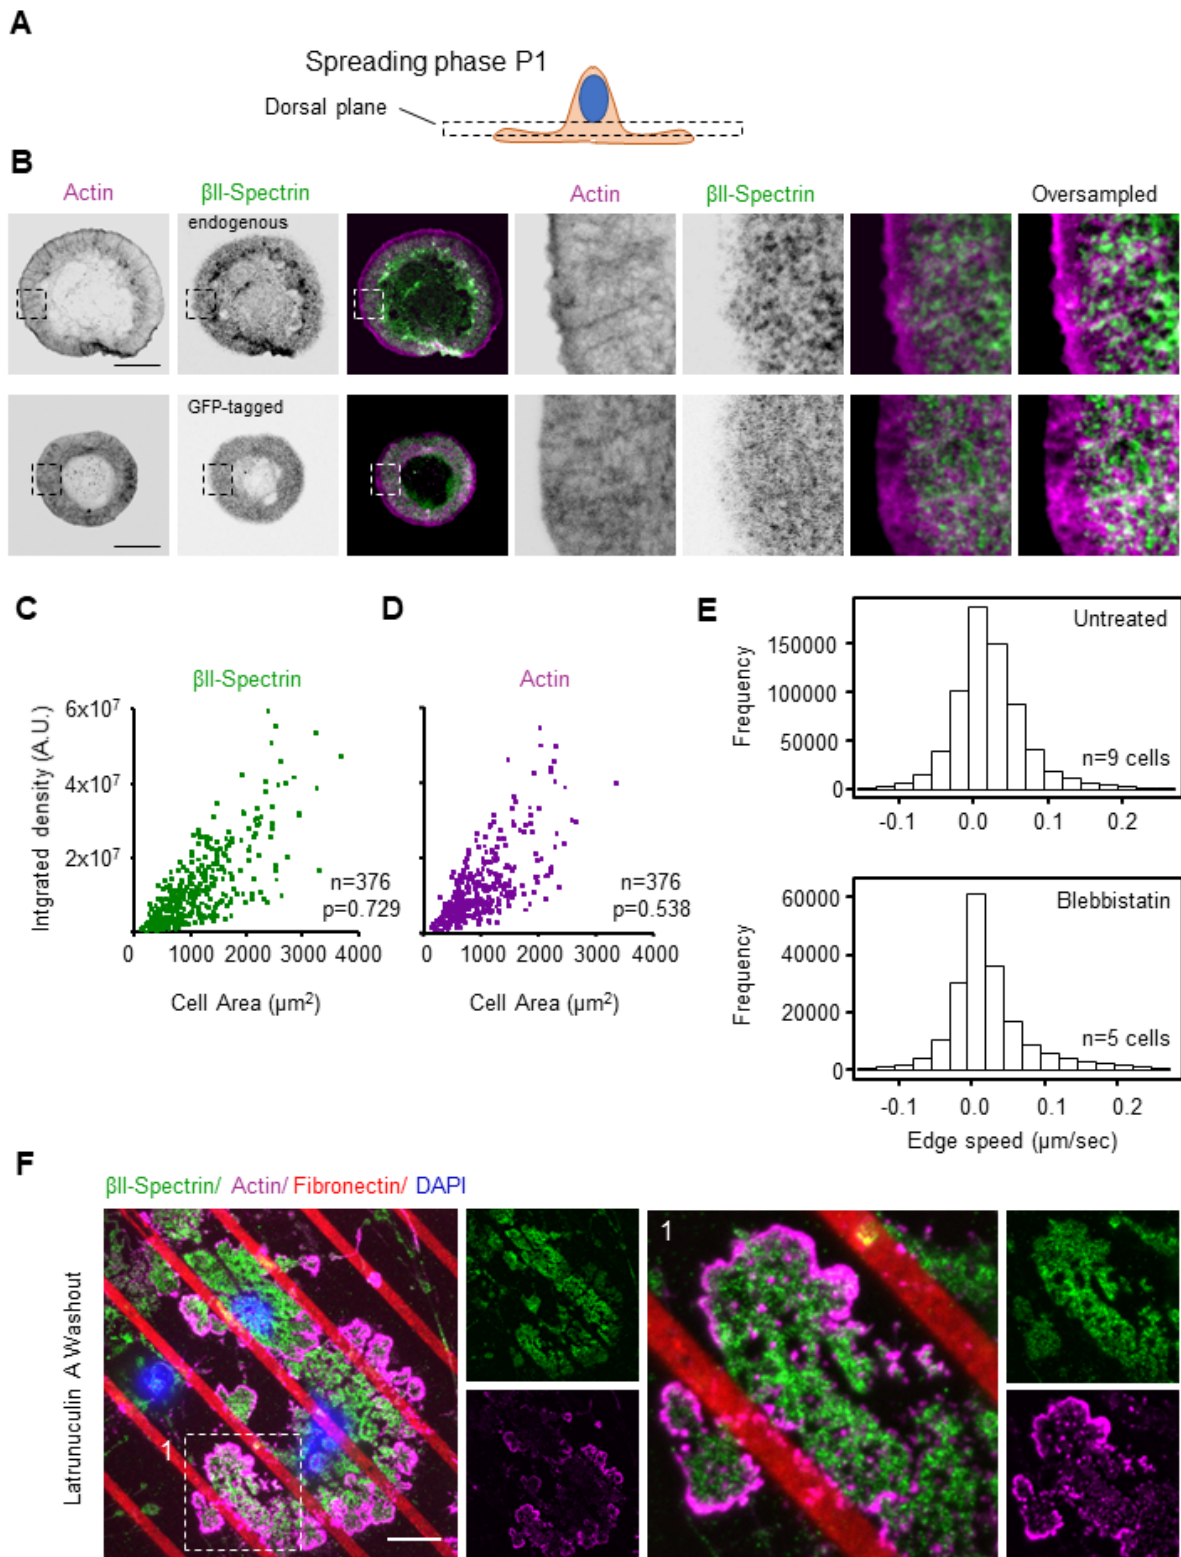 A
Spreading phase P1
Dorsal plane
B
Actin
βII-Spectrin
Actin
βII-Spectrin
Oversampled
endogenous
GFP-tagged
C
D
E
βII-Spectrin
Intgrated density (A.U.)
6x10⁷
4x10⁷
2x10⁷
n=376
p=0.729
0 1000 2000 3000 4000
Cell Area (µm²)
Actin
n=376
p=0.538
0 1000 2000 3000 4000
Cell Area (µm²)
Untreated
Frequency
150000
100000
50000
0
n=9 cells
-0.1 0.0 0.1 0.2
Blebbistatin
Frequency
60000
40000
20000
0
n=5 cells
-0.1 0.0 0.1 0.2
Edge speed (µm/sec)
F
βII-Spectrin/ Actin/ Fibronectin/ DAPI
Latrunuculin A Washout
1
1